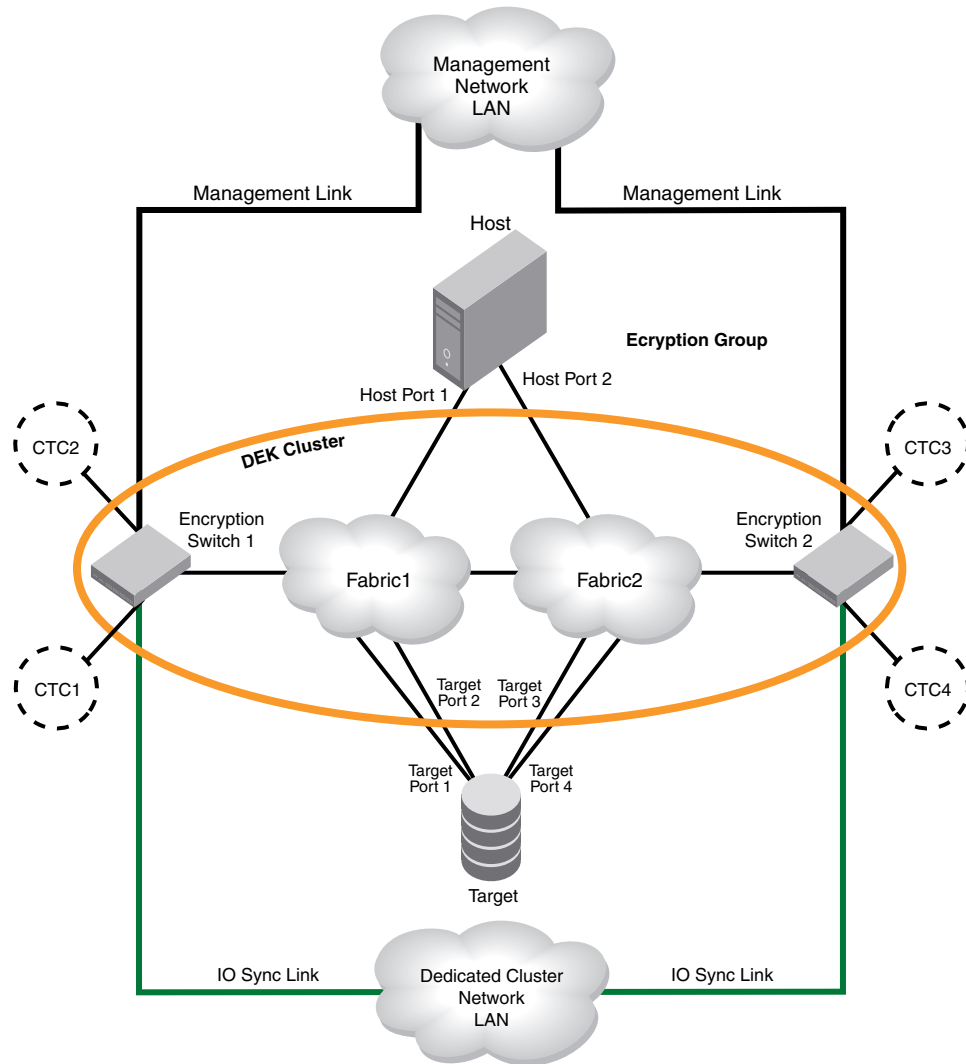 Management
Network
LAN
Management Link
Management Link
Host
Ecryption Group
Host Port 1
Host Port 2
DEK Cluster
CTC2
CTC3
Encryption
Switch 1
Encryption
Switch 2
Fabric1
Fabric2
CTC1
CTC4
Target
Port 2
Target
Port 3
Target
Port 1
Target
Port 4
Target
IO Sync Link
Dedicated Cluster
Network
LAN
IO Sync Link